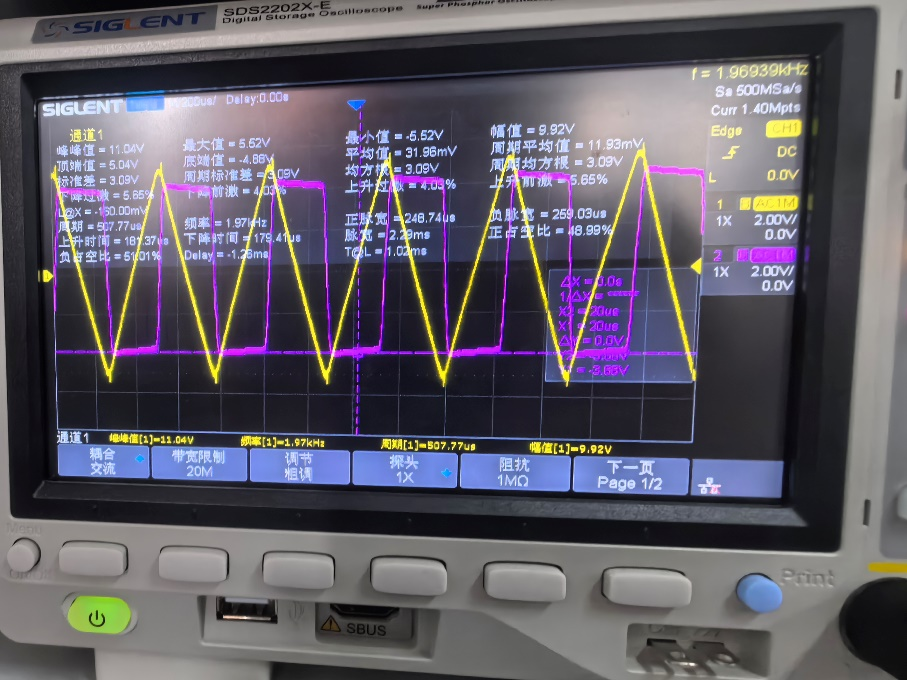 SIGLENT SDS2202X-E
Digital Storage Oscilloscope
Super Phosphor
SIGLENT
200us/ Delay:0.00s
f = 1.96939kHz
Sa 500MSa/s
Curr 1.40Mpts
Edge CH1
DC
L 0.0V
1 AC1M
1X 2.00V/
0.0V
2
1X 2.00V/
0.0V
通道1
峰峰值 = 11.04V
最大值 = 5.52V
最小值 = -5.52V
幅值 = 9.92V
顶端值 = 5.04V
底端值 = -4.88V
平均值 = 31.96mV
周期平均值 = 11.93mV
标准差 = 3.09V
周期标准差 = 3.09V
均方根 = 3.09V
周期均方根 = 3.09V
下降过激 = 5.65%
下降前激 = 4.03%
上升过激 = 4.03%
上升前激 = 5.65%
L@X = -160.00mV
周期 = 507.77us
频率 = 1.97kHz
正脉宽 = 248.74us
负脉宽 = 259.03us
上升时间 = 181.37us
下降时间 = 179.41us
脉宽 = 2.29ms
正占空比 = 48.99%
负占空比 = 51.01%
Delay = -1.26ms
T@L = 1.02ms
ΔX = 0.0s
1/ΔX = ******
X2 = 20us
X1 = 20us
ΔY = 0.0V
= -3.68V
通道1 峰峰值[1]=11.04V 频率[1]=1.97kHz 周期[1]=507.77us 幅值[1]=9.92V
耦合 带宽限制 调节 探头 阻抗 下一页
交流 20M 粗调 1X 1MΩ Page 1/2
Print
SBUS